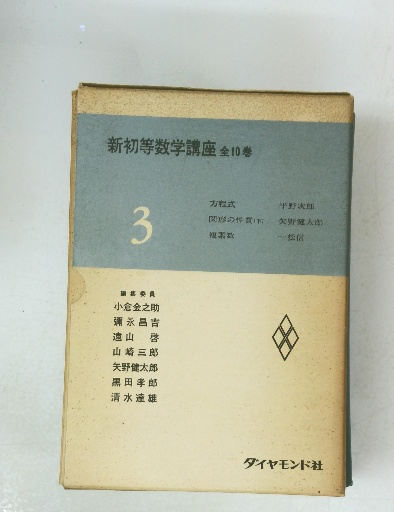 新初等数学講座 全10巻
3
方程式 平野次郎
図形の性質(下) 矢野健太郎
複素数 一松信
編集委員
小倉金之助
彌永昌吉
遠山啓
山崎三郎
矢野健太郎
黒田孝郎
清水達雄
ダイヤモンド社